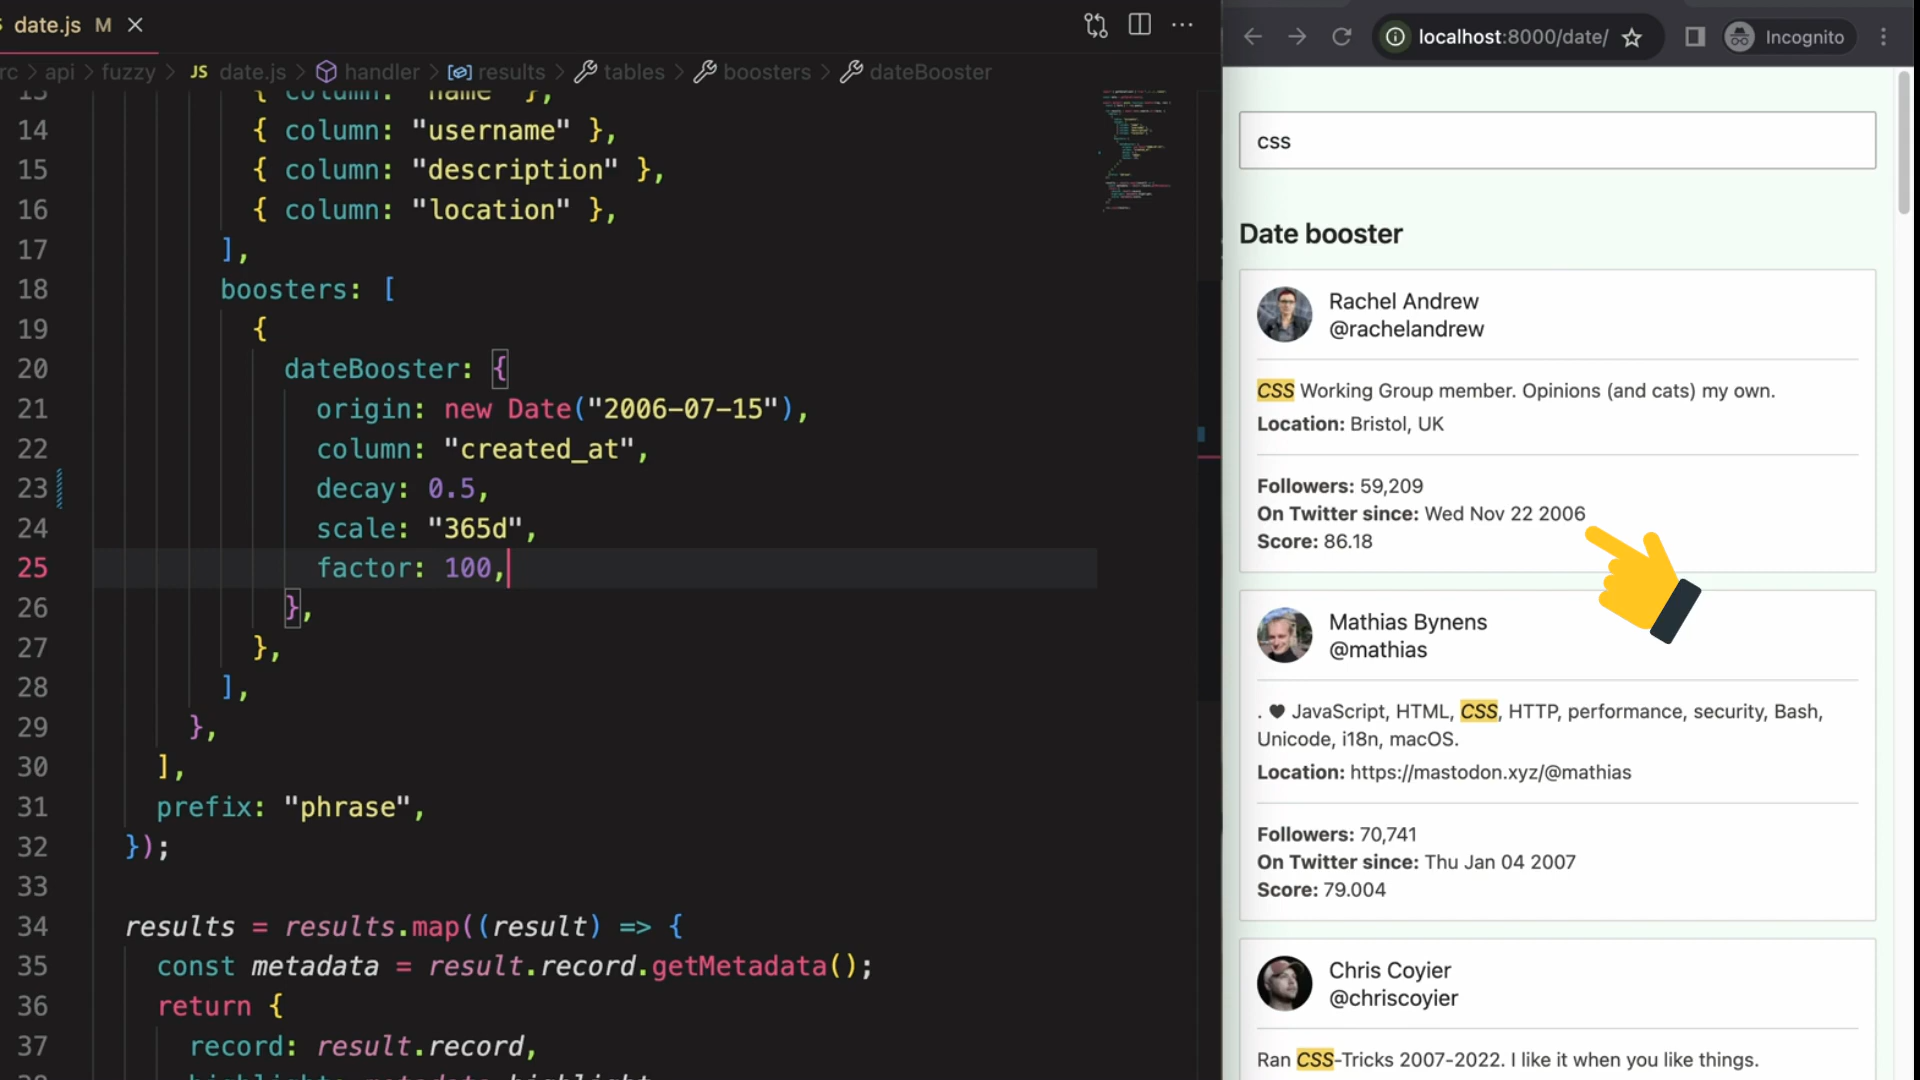 date.js M
rc > api > fuzzy > JS date.js > handler > results > tables > boosters > dateBooster
13 { column: "name" },
14 { column: "username" },
15 { column: "description" },
16 { column: "location" },
17 ],
18 boosters: [
19 {
20 dateBooster: {
21 origin: new Date("2006-07-15"),
22 column: "created_at",
23 decay: 0.5,
24 scale: "365d",
25 factor: 100,
26 },
27 },
28 ],
29 },
30 ],
31 prefix: "phrase",
32 });
33
34 results = results.map((result) => {
35 const metadata = result.record.getMetadata();
36 return {
37 record: result.record,
localhost:8000/date/
Incognito
css
Date booster
Rachel Andrew
@rachelandrew
CSS Working Group member. Opinions (and cats) my own.
Location: Bristol, UK
Followers: 59,209
On Twitter since: Wed Nov 22 2006
Score: 86.18
Mathias Bynens
@mathias
. ♥ JavaScript, HTML, CSS, HTTP, performance, security, Bash,
Unicode, i18n, macOS.
Location: https://mastodon.xyz/@mathias
Followers: 70,741
On Twitter since: Thu Jan 04 2007
Score: 79.004
Chris Coyier
@chriscoyier
Ran CSS-Tricks 2007-2022. I like it when you like things.